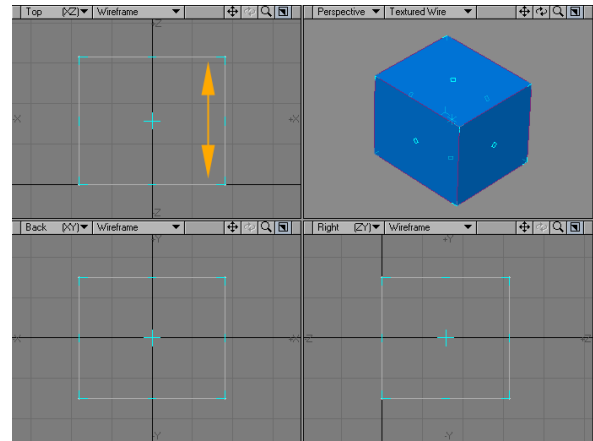 Top (XZ) Wireframe
Perspective Textured Wire
Z
-X +X
Z
Back (XY) Wireframe
Right (ZY) Wireframe
+Y +Y
-Y -Y